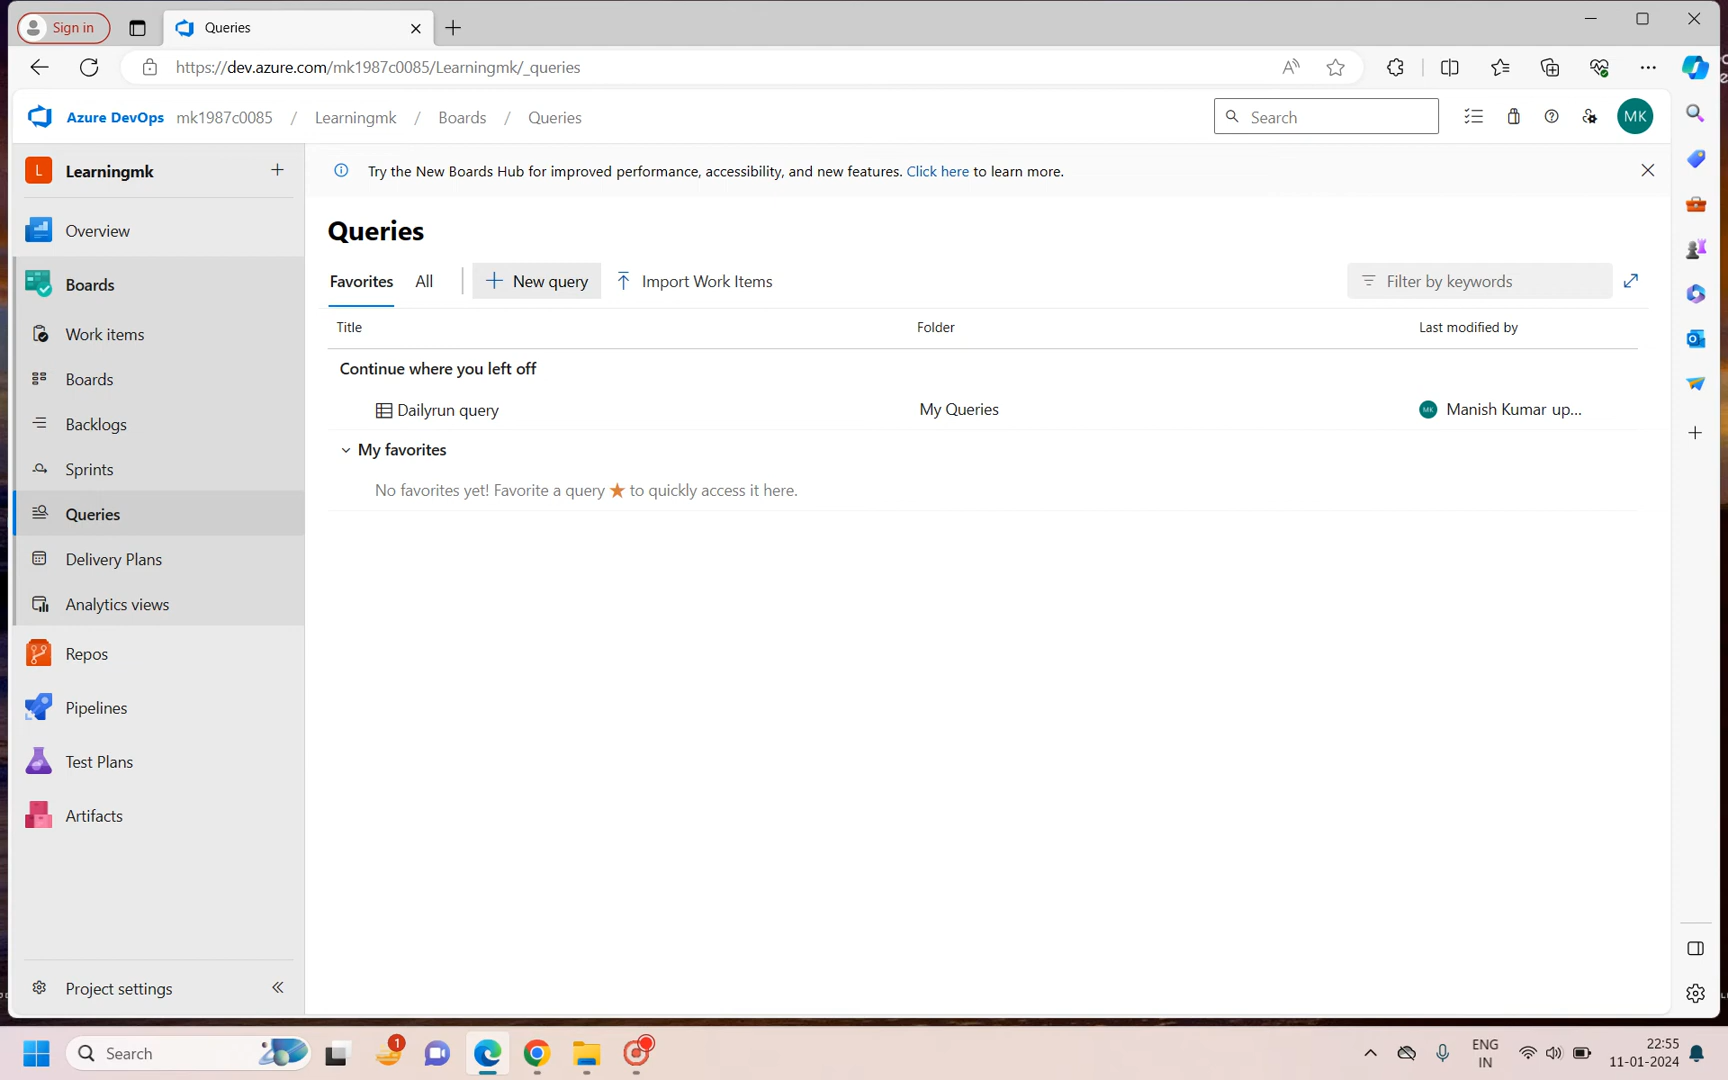 Sign in
Queries
https://dev.azure.com/mk1987c0085/Learningmk/_queries
Azure DevOps mk1987c0085 / Learningmk / Boards / Queries
Search
MK
L Learningmk
Try the New Boards Hub for improved performance, accessibility, and new features. Click here to learn more.
Overview
Boards
Work items
Boards
Backlogs
Sprints
Queries
Delivery Plans
Analytics views
Repos
Pipelines
Test Plans
Artifacts
Project settings
Queries
Favorites All New query Import Work Items
Filter by keywords
Title Folder Last modified by
Continue where you left off
Dailyrun query My Queries MK Manish Kumar up...
My favorites
No favorites yet! Favorite a query ★ to quickly access it here.
Search
1
ENG
IN
22:55
11-01-2024